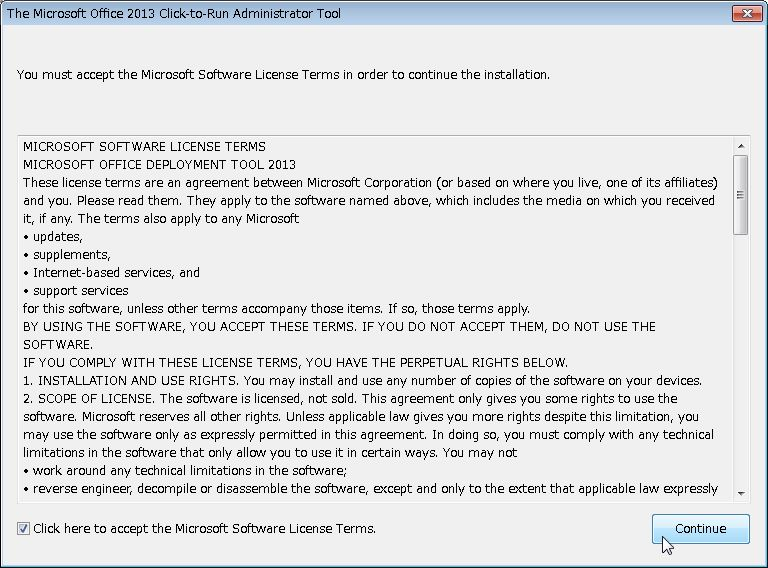 The Microsoft Office 2013 Click-to-Run Administrator Tool
You must accept the Microsoft Software License Terms in order to continue the installation.
MICROSOFT SOFTWARE LICENSE TERMS
MICROSOFT OFFICE DEPLOYMENT TOOL 2013
These license terms are an agreement between Microsoft Corporation (or based on where you live, one of its affiliates)
and you. Please read them. They apply to the software named above, which includes the media on which you received
it, if any. The terms also apply to any Microsoft
• updates,
• supplements,
• Internet-based services, and
• support services
for this software, unless other terms accompany those items. If so, those terms apply.
BY USING THE SOFTWARE, YOU ACCEPT THESE TERMS. IF YOU DO NOT ACCEPT THEM, DO NOT USE THE
SOFTWARE.
IF YOU COMPLY WITH THESE LICENSE TERMS, YOU HAVE THE PERPETUAL RIGHTS BELOW.
1. INSTALLATION AND USE RIGHTS. You may install and use any number of copies of the software on your devices.
2. SCOPE OF LICENSE. The software is licensed, not sold. This agreement only gives you some rights to use the
software. Microsoft reserves all other rights. Unless applicable law gives you more rights despite this limitation, you
may use the software only as expressly permitted in this agreement. In doing so, you must comply with any technical
limitations in the software that only allow you to use it in certain ways. You may not
• work around any technical limitations in the software;
• reverse engineer, decompile or disassemble the software, except and only to the extent that applicable law expressly
Click here to accept the Microsoft Software License Terms.
Continue